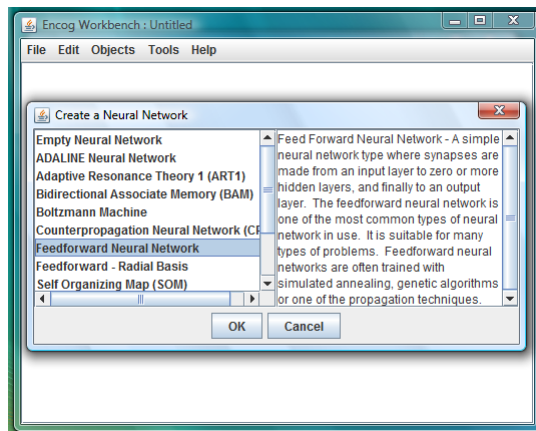 Encog Workbench : Untitled
File Edit Objects Tools Help
Create a Neural Network
Empty Neural Network
ADALINE Neural Network
Adaptive Resonance Theory 1 (ART1)
Bidirectional Associate Memory (BAM)
Boltzmann Machine
Counterpropagation Neural Network (CF
Feedforward Neural Network
Feedforward - Radial Basis
Self Organizing Map (SOM)
Feed Forward Neural Network - A simple
neural network type where synapses are
made from an input layer to zero or more
hidden layers, and finally to an output
layer. The feedforward neural network is
one of the most common types of neural
network in use. It is suitable for many
types of problems. Feedforward neural
networks are often trained with
simulated annealing, genetic algorithms
or one of the propagation techniques.
OK Cancel